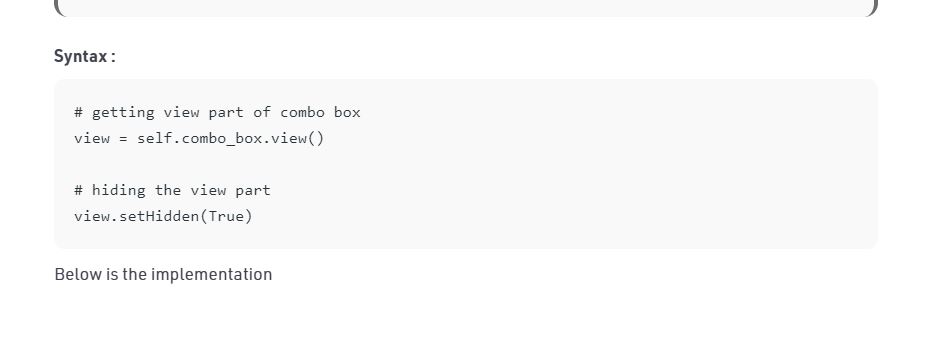 Syntax :
# getting view part of combo box
view = self.combo_box.view()
# hiding the view part
view.setHidden(True)
Below is the implementation